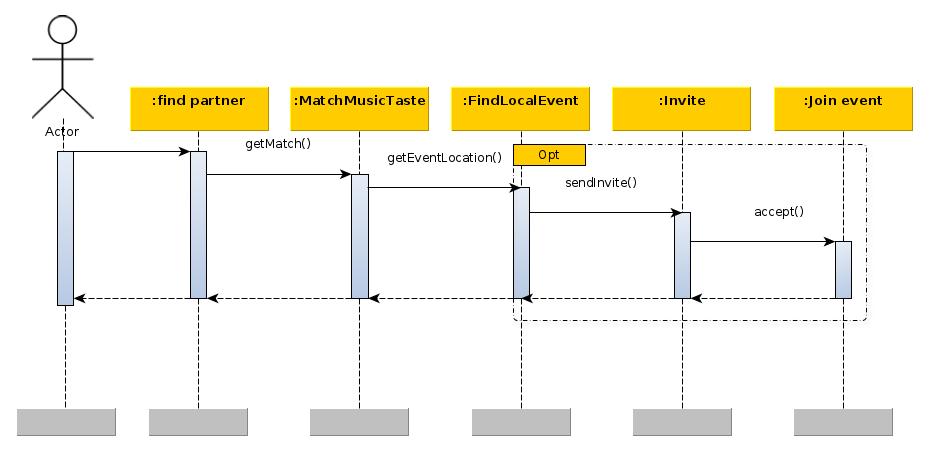 Actor
:find partner
:MatchMusicTaste
:FindLocalEvent
:Invite
:Join event
getMatch()
getEventLocation()
Opt
sendInvite()
accept()